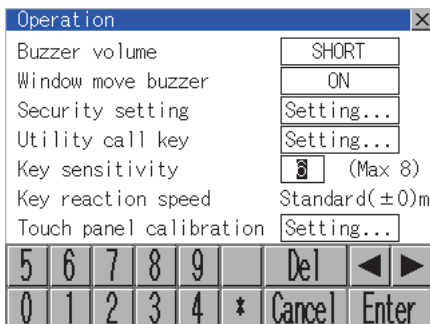 Operation ×
Buzzer volume SHORT
Window move buzzer ON
Security setting Setting...
Utility call key Setting...
Key sensitivity 6 (Max 8)
Key reaction speed Standard(±0)m
Touch panel calibration Setting...
5 6 7 8 9 Del ◀ ▶
0 1 2 3 4 * Cancel Enter